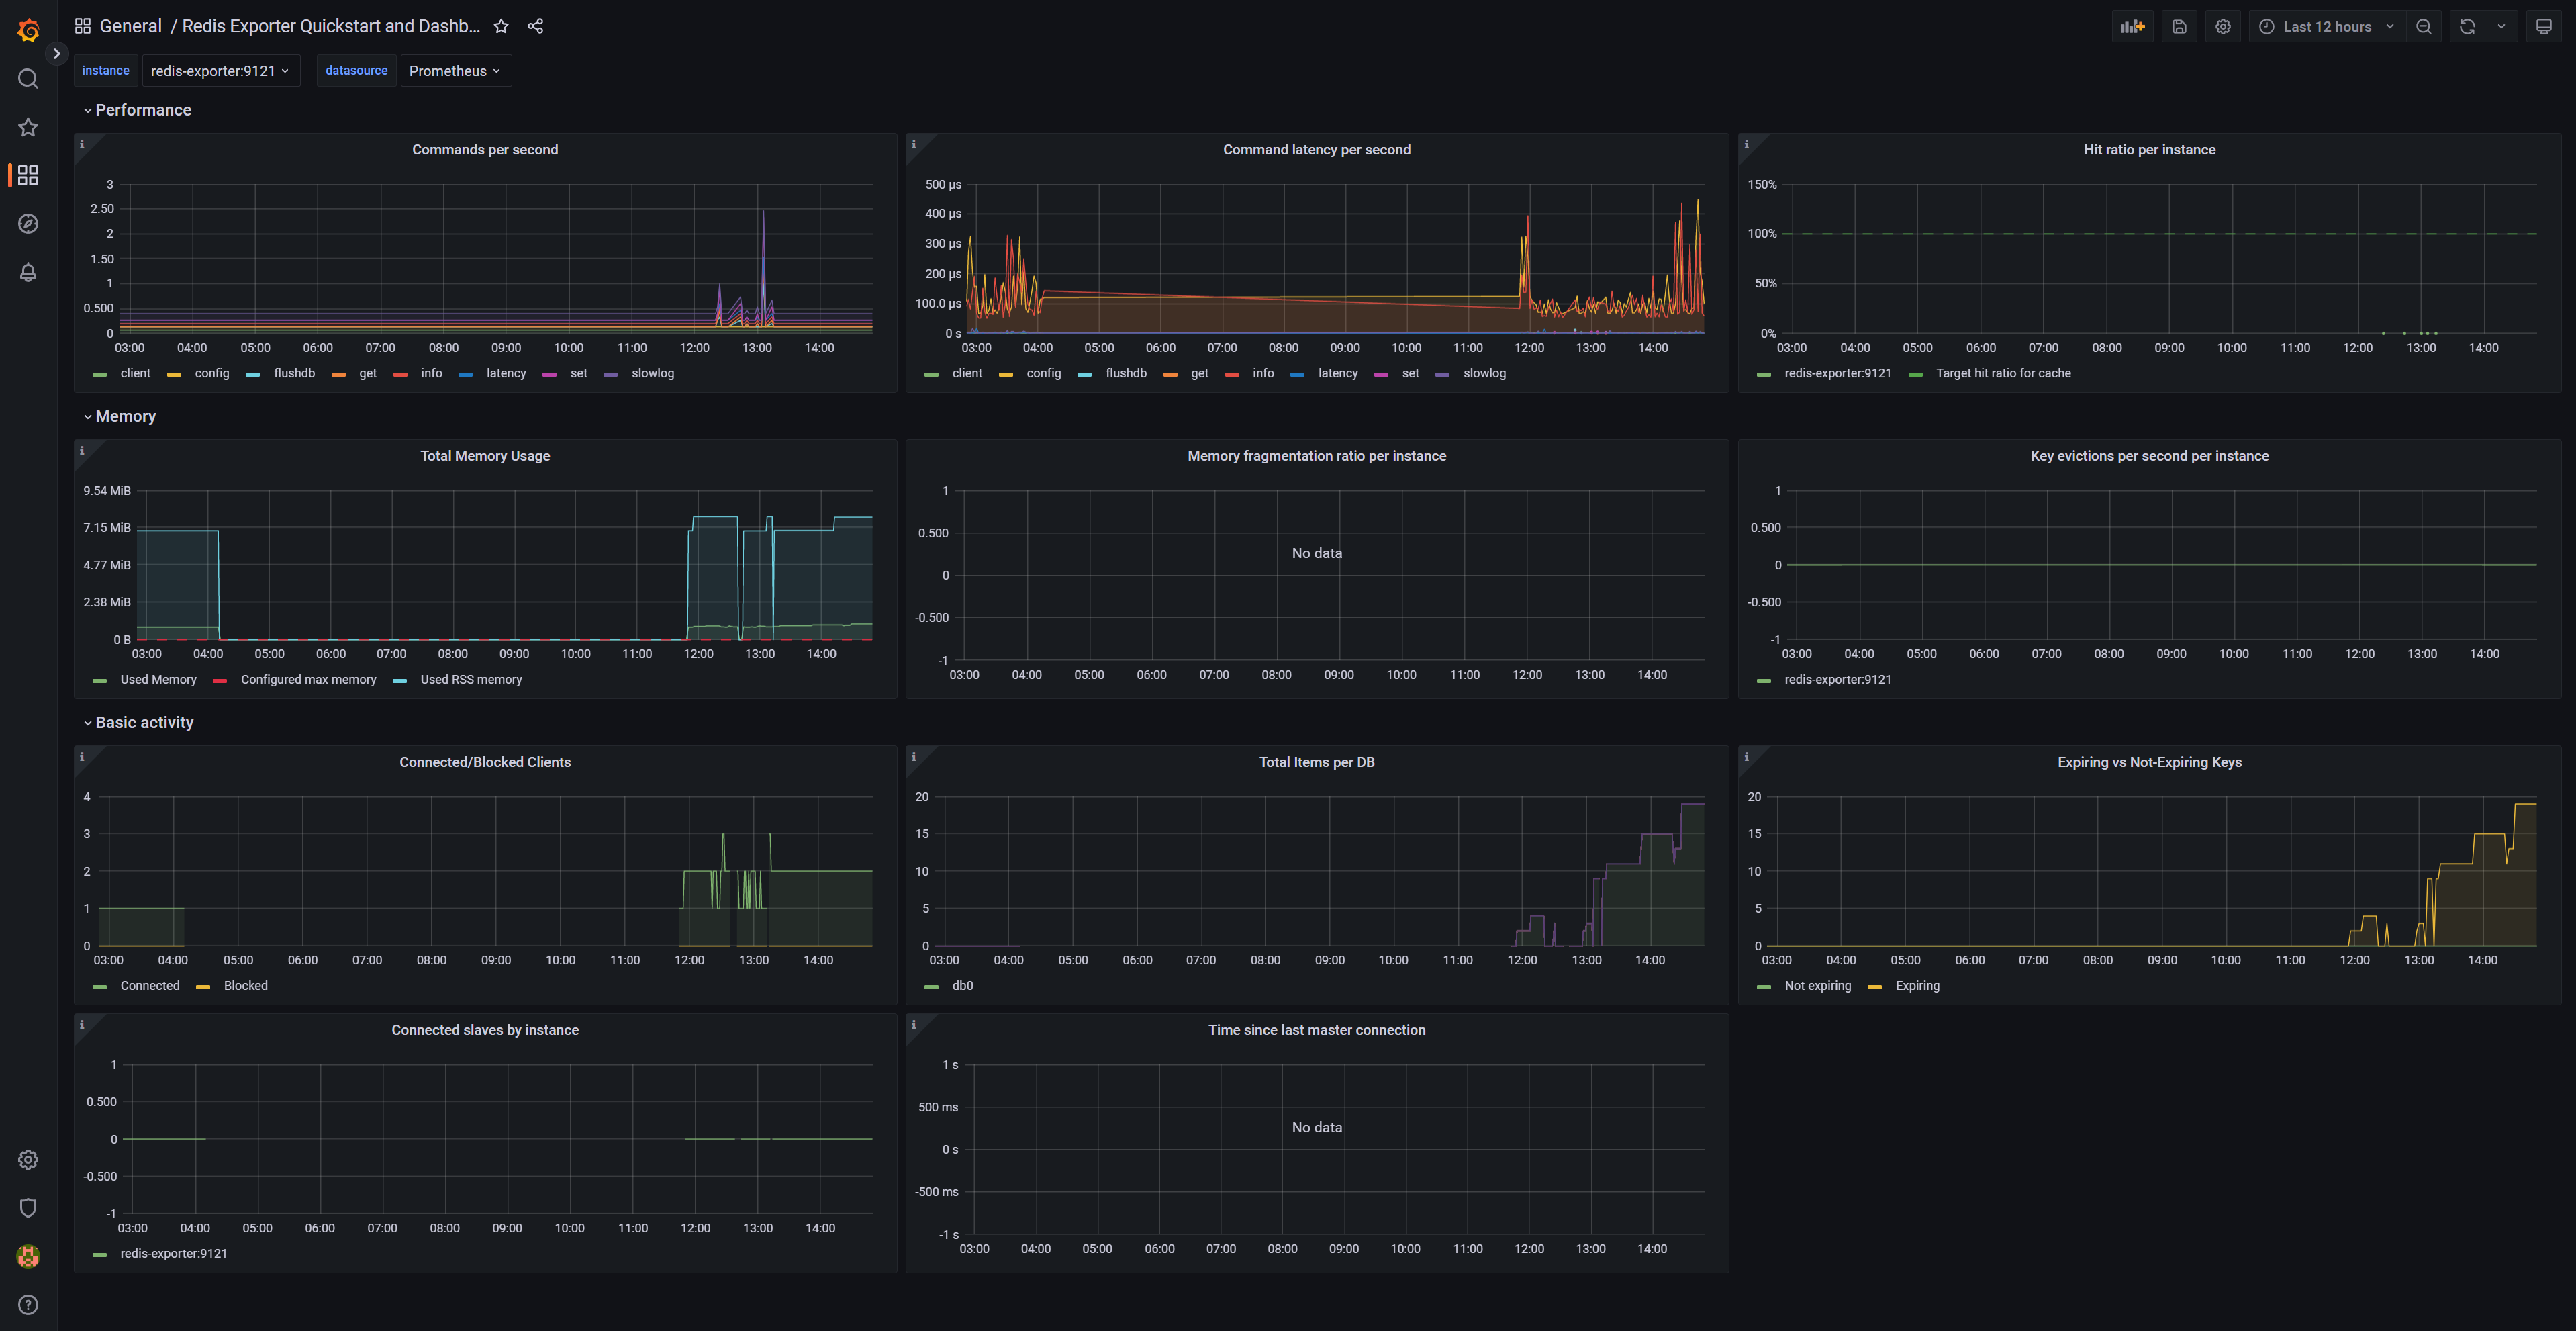 General / Redis Exporter Quickstart and Dashb...
Last 12 hours
instance redis-exporter:9121 datasource Prometheus
Performance
Commands per second
3
2.50
2
1.50
1
0.500
0
03:00 04:00 05:00 06:00 07:00 08:00 09:00 10:00 11:00 12:00 13:00 14:00
client config flushdb get info latency set slowlog
Command latency per second
500 µs
400 µs
300 µs
200 µs
100.0 µs
0 s
03:00 04:00 05:00 06:00 07:00 08:00 09:00 10:00 11:00 12:00 13:00 14:00
client config flushdb get info latency set slowlog
Hit ratio per instance
150%
100%
50%
0%
03:00 04:00 05:00 06:00 07:00 08:00 09:00 10:00 11:00 12:00 13:00 14:00
redis-exporter:9121 Target hit ratio for cache
Memory
Total Memory Usage
9.54 MiB
7.15 MiB
4.77 MiB
2.38 MiB
0 B
03:00 04:00 05:00 06:00 07:00 08:00 09:00 10:00 11:00 12:00 13:00 14:00
Used Memory Configured max memory Used RSS memory
Memory fragmentation ratio per instance
1
0.500
No data
0
-0.500
-1
03:00 04:00 05:00 06:00 07:00 08:00 09:00 10:00 11:00 12:00 13:00 14:00
Key evictions per second per instance
1
0.500
0
-0.500
-1
03:00 04:00 05:00 06:00 07:00 08:00 09:00 10:00 11:00 12:00 13:00 14:00
redis-exporter:9121
Basic activity
Connected/Blocked Clients
4
3
2
1
0
03:00 04:00 05:00 06:00 07:00 08:00 09:00 10:00 11:00 12:00 13:00 14:00
Connected Blocked
Total Items per DB
20
15
10
5
0
03:00 04:00 05:00 06:00 07:00 08:00 09:00 10:00 11:00 12:00 13:00 14:00
db0
Expiring vs Not-Expiring Keys
20
15
10
5
0
03:00 04:00 05:00 06:00 07:00 08:00 09:00 10:00 11:00 12:00 13:00 14:00
Not expiring Expiring
Connected slaves by instance
1
0.500
0
-0.500
-1
03:00 04:00 05:00 06:00 07:00 08:00 09:00 10:00 11:00 12:00 13:00 14:00
redis-exporter:9121
Time since last master connection
1 s
500 ms
No data
0 s
-500 ms
-1 s
03:00 04:00 05:00 06:00 07:00 08:00 09:00 10:00 11:00 12:00 13:00 14:00